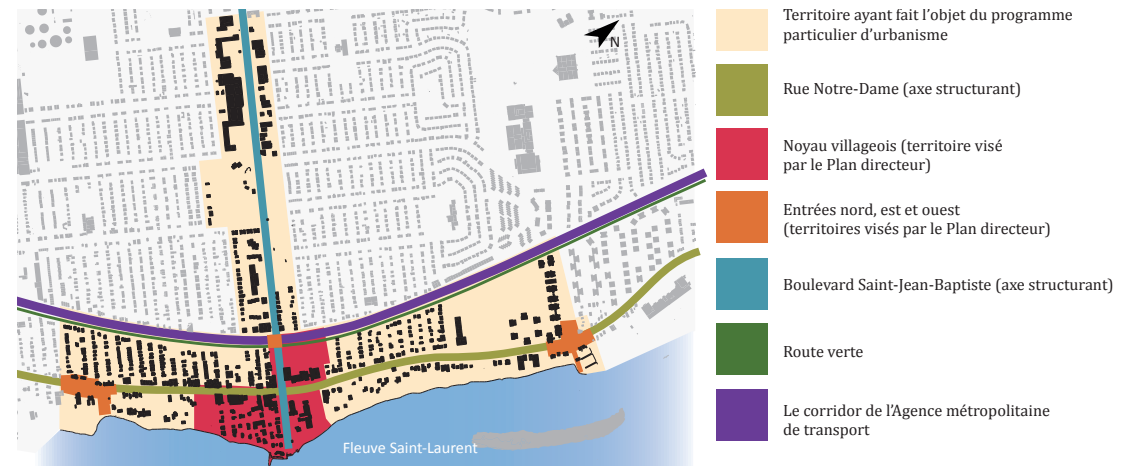 N
Fleuve Saint-Laurent
Territoire ayant fait l'objet du programme
particulier d'urbanisme
Rue Notre-Dame (axe structurant)
Noyau villageois (territoire visé
par le Plan directeur)
Entrées nord, est et ouest
(territoires visés par le Plan directeur)
Boulevard Saint-Jean-Baptiste (axe structurant)
Route verte
Le corridor de l'Agence métropolitaine
de transport